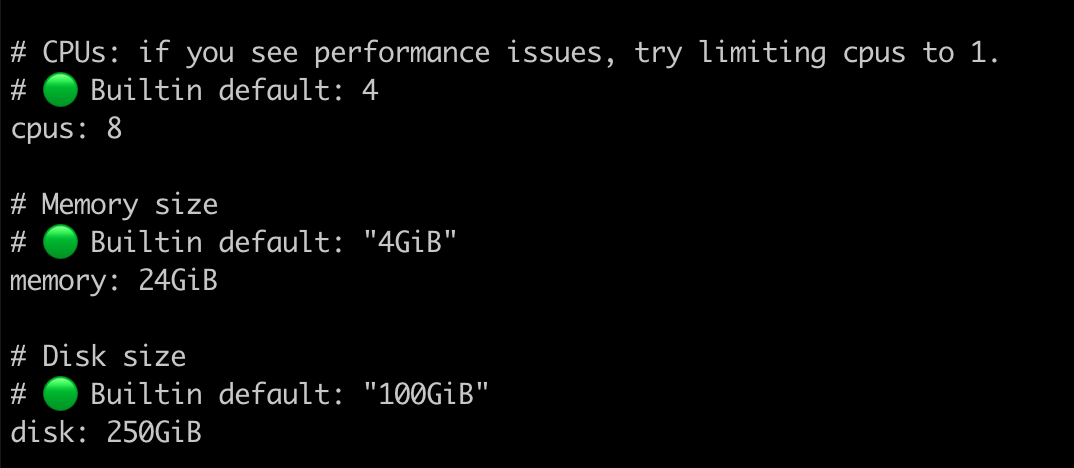 # CPUs: if you see performance issues, try limiting cpus to 1.
# 🟢 Builtin default: 4
cpus: 8
# Memory size
# 🟢 Builtin default: "4GiB"
memory: 24GiB
# Disk size
# 🟢 Builtin default: "100GiB"
disk: 250GiB